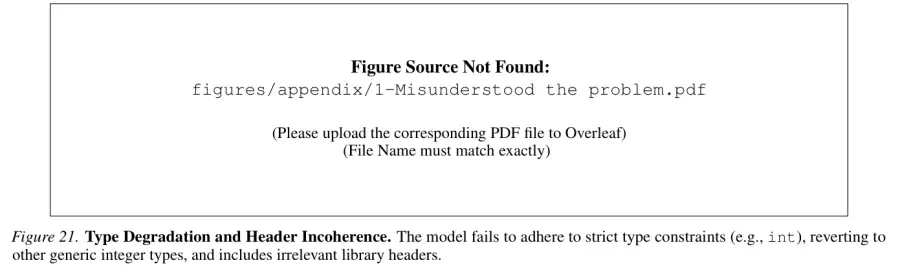 Figure Source Not Found:
figures/appendix/1-Misunderstood the problem.pdf
(Please upload the corresponding PDF file to Overleaf)
(File Name must match exactly)
Figure 21. Type Degradation and Header Incoherence. The model fails to adhere to strict type constraints (e.g., int), reverting to
other generic integer types, and includes irrelevant library headers.